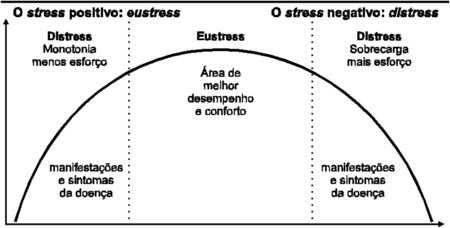 O stress positivo: eustress
O stress negativo: distress
Distress
Monotonia
menos esforço
Eustress
Área de
melhor
desempenho
e conforto
Distress
Sobrecarga
mais esforço
manifestações
e sintomas
da doença
manifestações
e sintomas
da doença